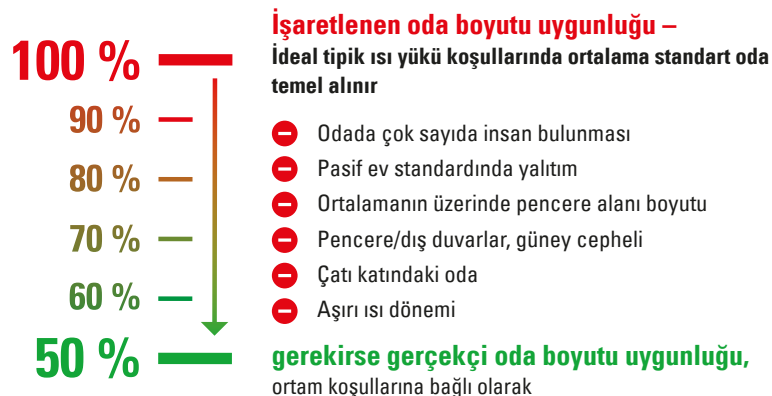 İşaretlenen oda boyutu uygunluğu –
İdeal tipik ısı yükü koşullarında ortalama standart oda
temel alınır
100 %
90 %
80 %
70 %
60 %
50 %
Odada çok sayıda insan bulunması
Pasif ev standardında yalıtım
Ortalamanın üzerinde pencere alanı boyutu
Pencere/dış duvarlar, güney cepheli
Çatı katındaki oda
Aşırı ısı dönemi
gerekirse gerçekçi oda boyutu uygunluğu,
ortam koşullarına bağlı olarak